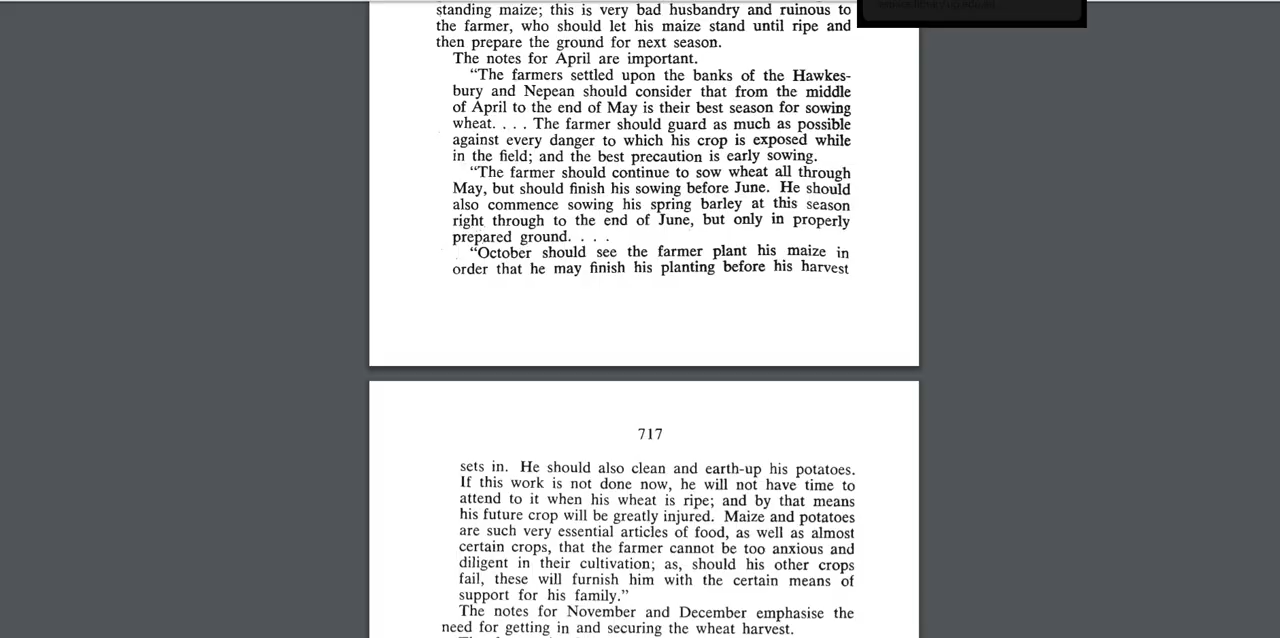 standing maize; this is very bad husbandry and ruinous to
the farmer, who should let his maize stand until ripe and
then prepare the ground for next season.
The notes for April are important.
“The farmers settled upon the banks of the Hawkes-
bury and Nepean should consider that from the middle
of April to the end of May is their best season for sowing
wheat. . . . The farmer should guard as much as possible
against every danger to which his crop is exposed while
in the field; and the best precaution is early sowing.
“The farmer should continue to sow wheat all through
May, but should finish his sowing before June. He should
also commence sowing his spring barley at this season
right through to the end of June, but only in properly
prepared ground. . . .
“October should see the farmer plant his maize in
order that he may finish his planting before his harvest
717
sets in. He should also clean and earth-up his potatoes.
If this work is not done now, he will not have time to
attend to it when his wheat is ripe; and by that means
his future crop will be greatly injured. Maize and potatoes
are such very essential articles of food, as well as almost
certain crops, that the farmer cannot be too anxious and
diligent in their cultivation; as, should his other crops
fail, these will furnish him with the certain means of
support for his family.”
The notes for November and December emphasise the
need for getting in and securing the wheat harvest.